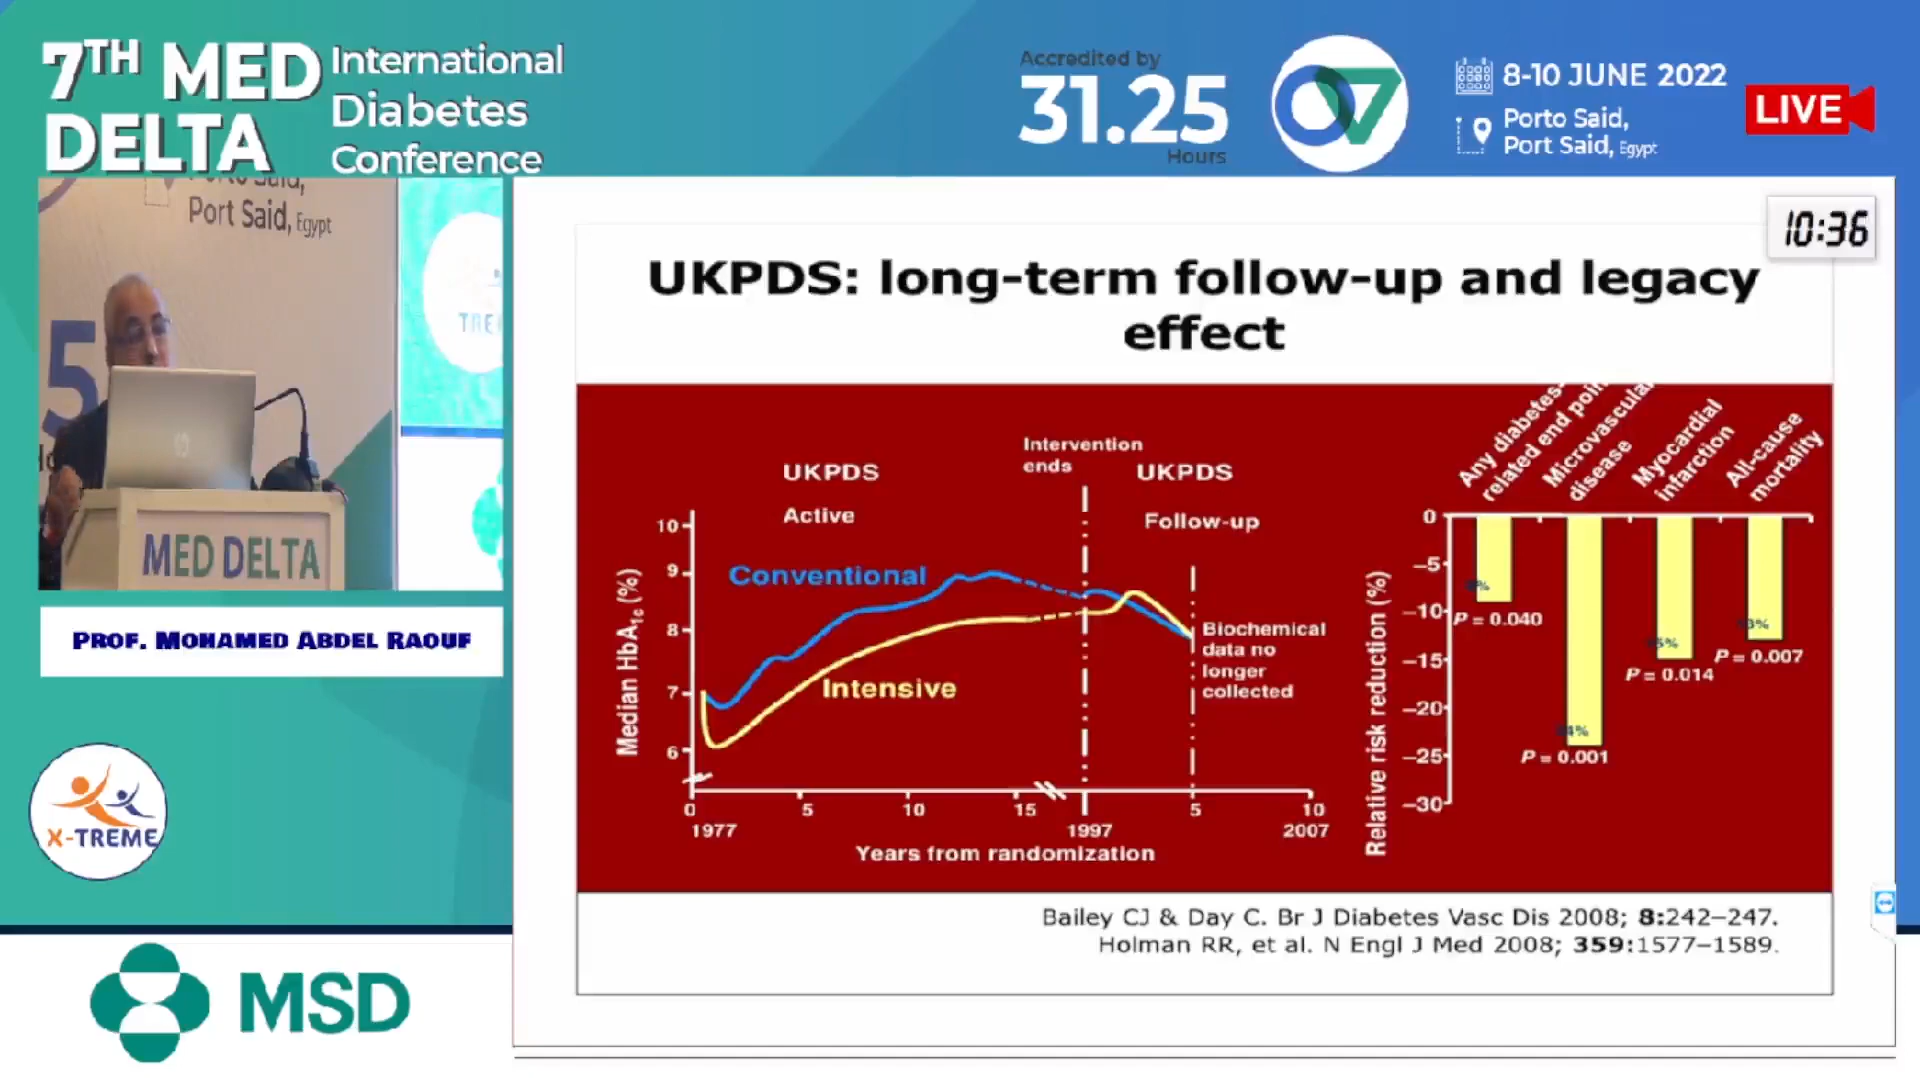 7TH MED
DELTA
International
Diabetes
Conference
Accredited by
31.25
Hours
8-10 JUNE 2022
Porto Said,
Port Said, Egypt
LIVE
Port Said, Egypt
5
MED DELTA
PROF. MOHAMED ABDEL RAOUF
X-TREME
MSD
10:36
UKPDS: long-term follow-up and legacy
effect
UKPDS
Active
Intervention
ends
UKPDS
Follow-up
Conventional
Intensive
Biochemical
data no
longer
collected
Median HbA1c (%)
10
9
8
7
6
0
5
10
15
5
10
1977
1997
2007
Years from randomization
Any diabetes-
related end point
Microvascular
disease
Myocardial
infarction
All-cause
mortality
Relative risk reduction (%)
0
−5
−10
−15
−20
−25
−30
P = 0.040
P = 0.001
P = 0.014
P = 0.007
Bailey CJ & Day C. Br J Diabetes Vasc Dis 2008; 8:242–247.
Holman RR, et al. N Engl J Med 2008; 359:1577–1589.